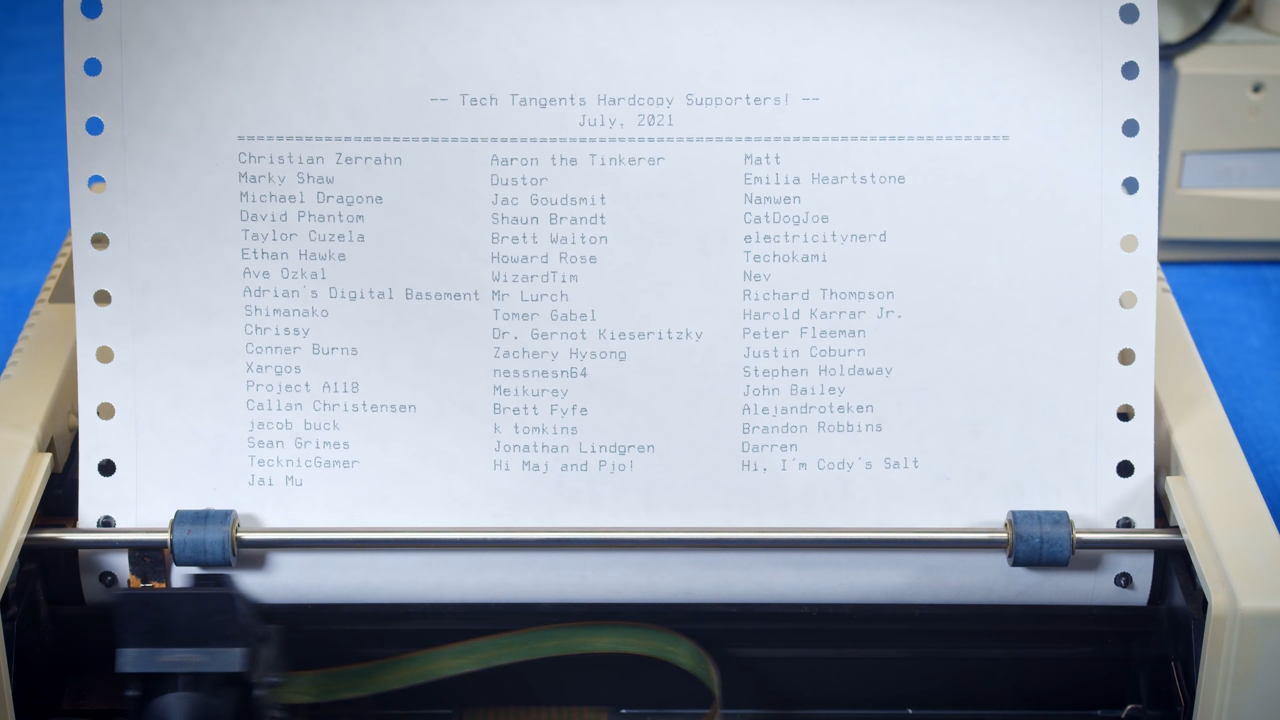 -- Tech Tangents Hardcopy Supporters! --
July, 2021
================================================================================
Christian Zerrahn Aaron the Tinkerer Matt
Marky Shaw Dustor Emilia Heartstone
Michael Dragone Jac Goudsmit Namwen
David Phantom Shaun Brandt CatDogJoe
Taylor Cuzela Brett Walton electricitynerd
Ethan Hawke Howard Rose Techokami
Ave Ozkal WizardTim Nev
Adrian's Digital Basement Mr Lurch Richard Thompson
Shimanako Tomer Gabel Harold Karrar Jr.
Chrissy Dr. Gernot Kieseritzky Peter Fleeman
Conner Burns Zachery Hysong Justin Coburn
Xargos nessnesn64 Stephen Holdaway
Project A118 Meikurey John Bailey
Callan Christensen Brett Fyfe Alejandroteken
jacob buck k tomkins Brandon Robbins
Sean Grimes Jonathan Lindgren Darren
TecknicGamer Hi Maj and Pjo! Hi, I'm Cody's Salt
Jai Mu